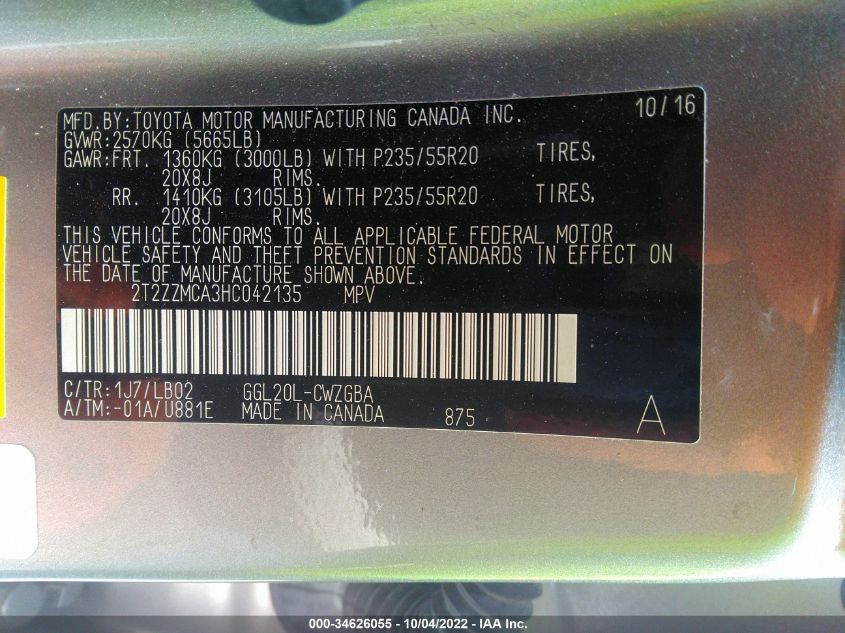 MFD.BY:TOYOTA MOTOR MANUFACTURING CANADA INC. 10/16
GVWR:2570KG (5665LB)
GAWR:FRT. 1360KG (3000LB) WITH P235/55R20 TIRES,
20X8J RIMS.
RR. 1410KG (3105LB) WITH P235/55R20 TIRES,
20X8J RIMS.
THIS VEHICLE CONFORMS TO ALL APPLICABLE FEDERAL MOTOR
VEHICLE SAFETY AND THEFT PREVENTION STANDARDS IN EFFECT ON
THE DATE OF MANUFACTURE SHOWN ABOVE.
2T2ZZMCA3HC042135 MPV
C/TR:1J7/LB02 GGL20L-CWZGBA
A/TM:-01A/U881E MADE IN CANADA 875 A
000-34626055 - 10/04/2022 - IAA Inc.